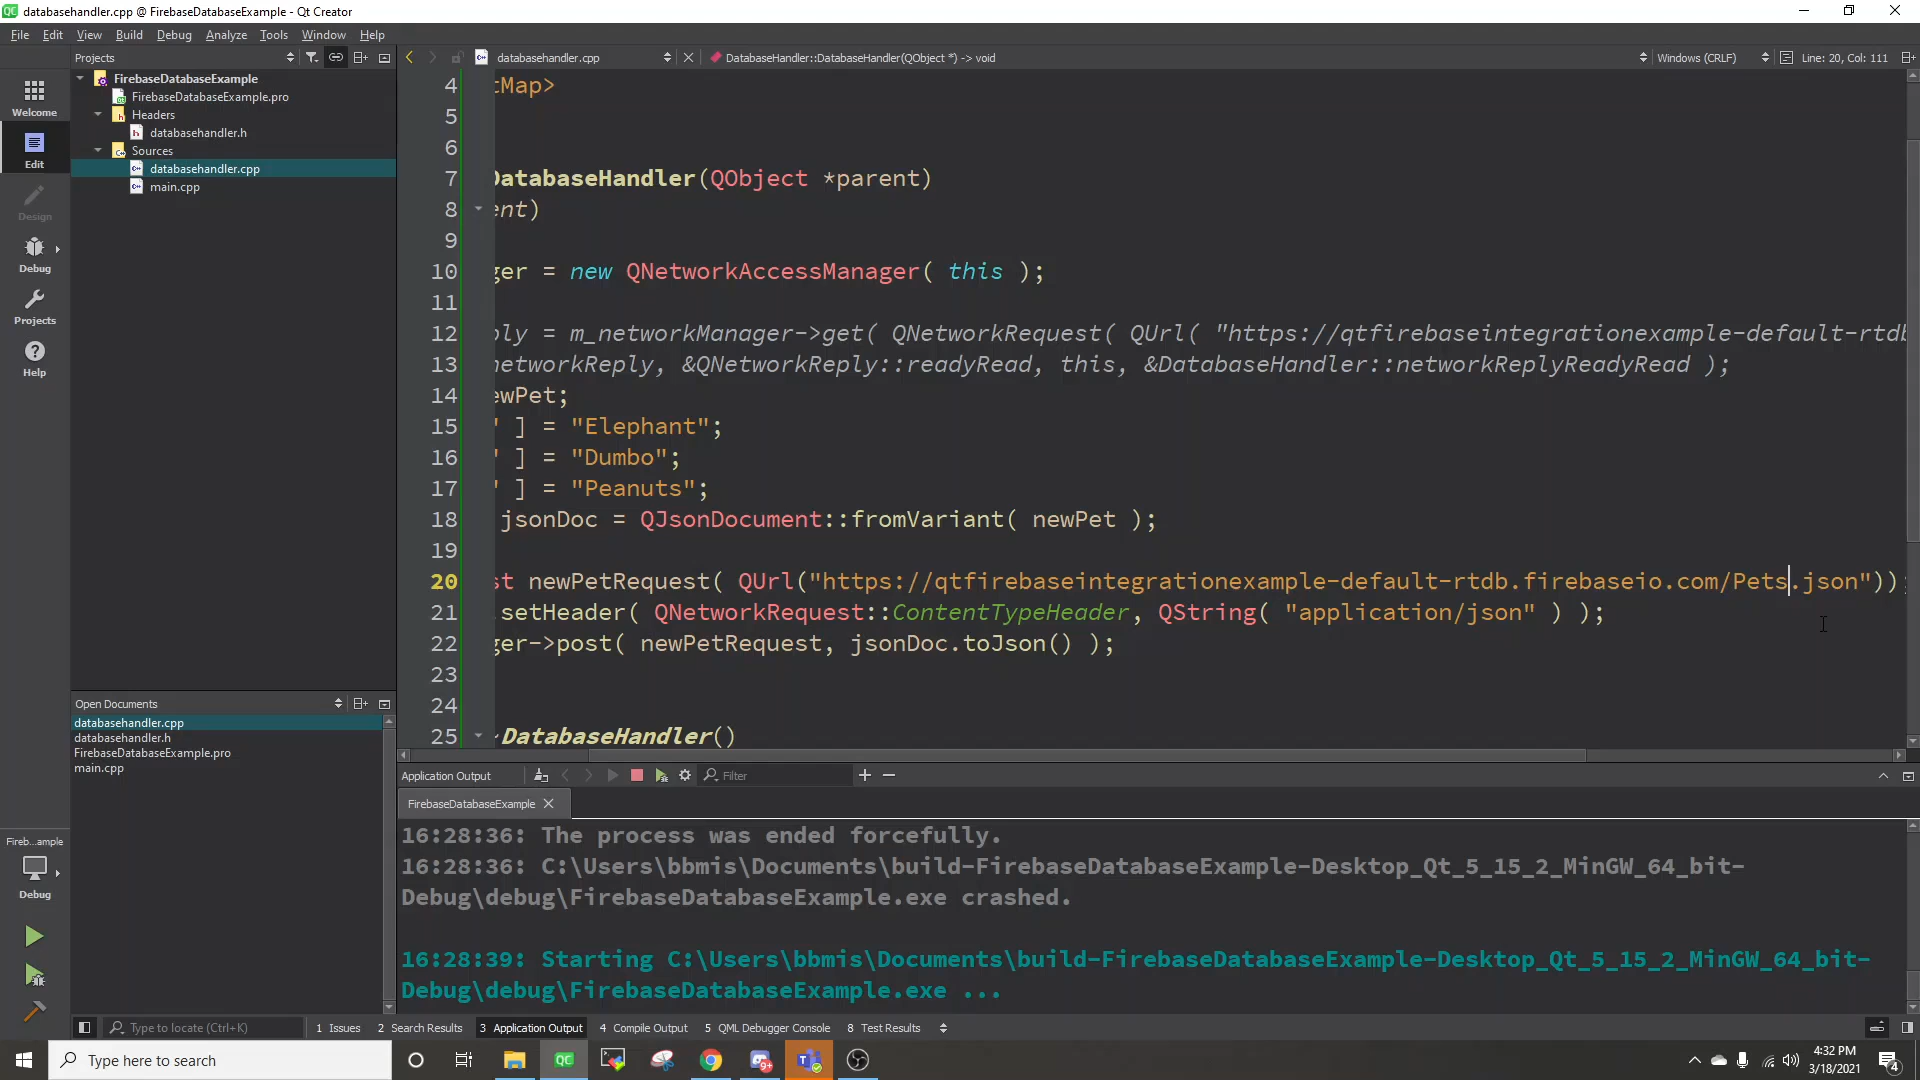 databasehandler.cpp @ FirebaseDatabaseExample - Qt Creator
File Edit View Build Debug Analyze Tools Window Help
Projects
databasehandler.cpp
DatabaseHandler::DatabaseHandler(QObject *) -> void
Windows (CRLF)
Line: 20, Col: 111
Welcome
Edit
Design
Debug
Projects
Help
FirebaseDatabaseExample
FirebaseDatabaseExample.pro
Headers
databasehandler.h
Sources
databasehandler.cpp
main.cpp
4 tMap>
5
6
7 DatabaseHandler(QObject *parent)
8 ent)
9
10 ger = new QNetworkAccessManager( this );
11
12 ply = m_networkManager->get( QNetworkRequest( QUrl( "https://qtfirebaseintegrationexample-default-rtdb
13 networkReply, &QNetworkReply::readyRead, this, &DatabaseHandler::networkReplyReadyRead );
14 ewPet;
15 " ] = "Elephant";
16 " ] = "Dumbo";
17 " ] = "Peanuts";
18 jsonDoc = QJsonDocument::fromVariant( newPet );
19
20 st newPetRequest( QUrl("https://qtfirebaseintegrationexample-default-rtdb.firebaseio.com/Pets.json"));
21 .setHeader( QNetworkRequest::ContentTypeHeader, QString( "application/json" ) );
22 ger->post( newPetRequest, jsonDoc.toJson() );
23
24
25 ~DatabaseHandler()
Open Documents
databasehandler.cpp
databasehandler.h
FirebaseDatabaseExample.pro
main.cpp
Application Output
Filter
FirebaseDatabaseExample
16:28:36: The process was ended forcefully.
16:28:36: C:\Users\bbmis\Documents\build-FirebaseDatabaseExample-Desktop_Qt_5_15_2_MinGW_64_bit-
Debug\debug\FirebaseDatabaseExample.exe crashed.
16:28:39: Starting C:\Users\bbmis\Documents\build-FirebaseDatabaseExample-Desktop_Qt_5_15_2_MinGW_64_bit-
Debug\debug\FirebaseDatabaseExample.exe ...
Fireb...ample
Debug
Type to locate (Ctrl+K)
1 Issues
2 Search Results
3 Application Output
4 Compile Output
5 QML Debugger Console
8 Test Results
Type here to search
4:32 PM
3/18/2021
4